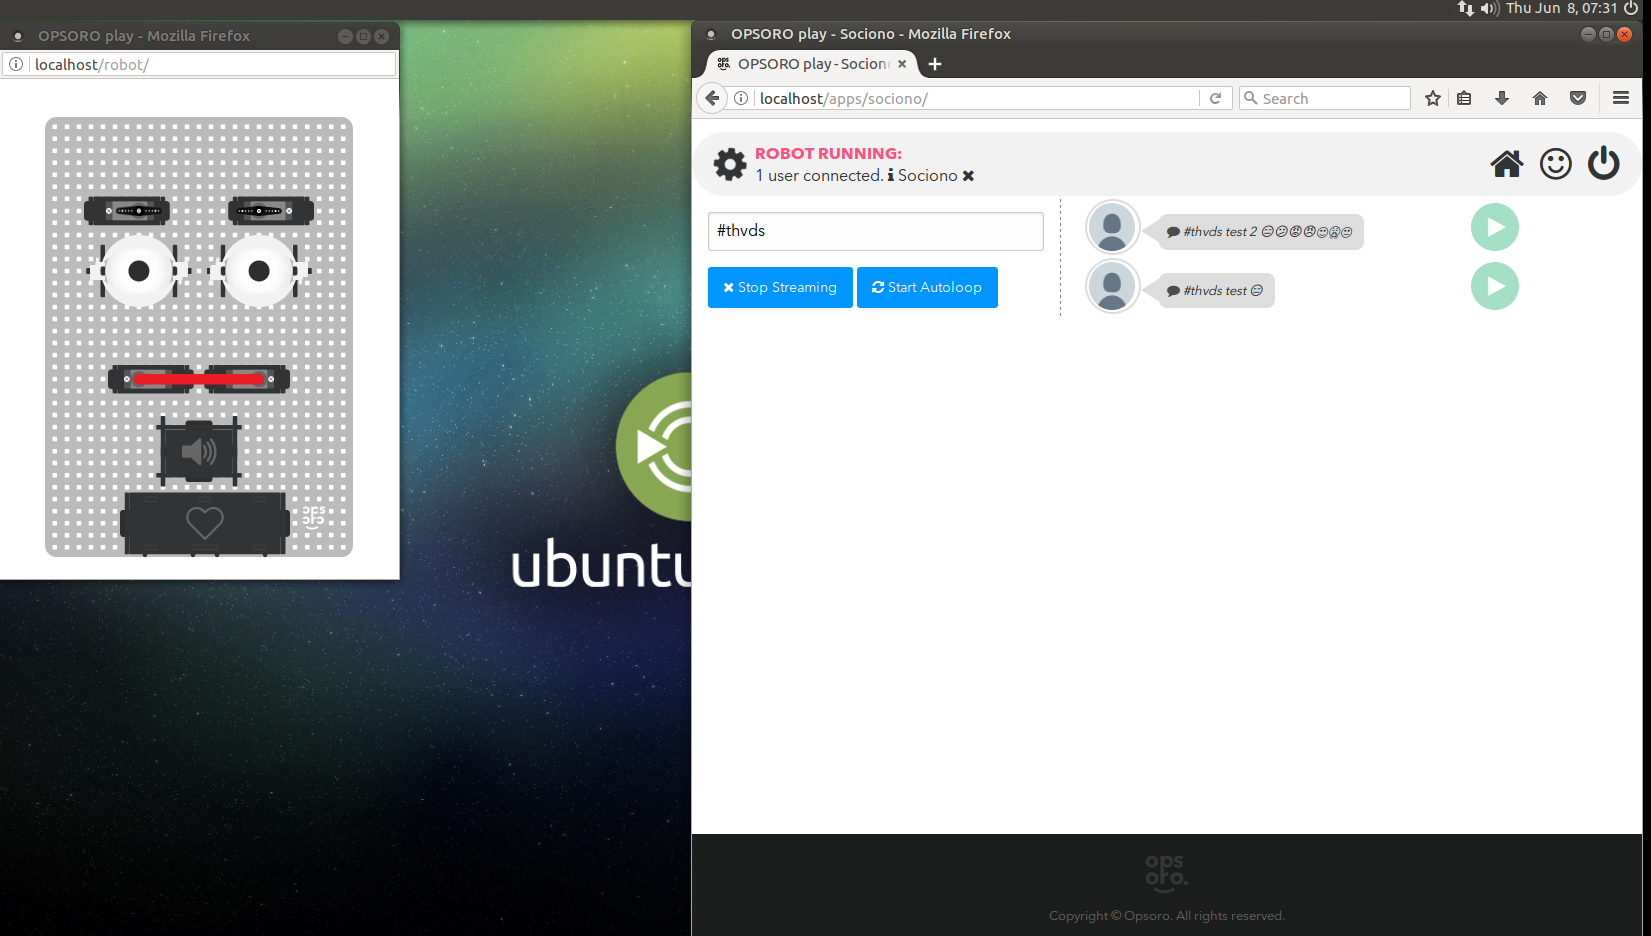 Thu Jun 8, 07:31
OPSORO play - Mozilla Firefox
localhost/robot/
ops
oro
ubuntu
OPSORO play - Sociono - Mozilla Firefox
OPSORO play - Sociono
localhost/apps/sociono/
Search
ROBOT RUNNING:
1 user connected. Sociono
#thvds
Stop Streaming
Start Autoloop
#thvds test 2 😑😕😡😠🙂😫🙂
#thvds test 😑
ops
oro.
Copyright © Opsoro. All rights reserved.